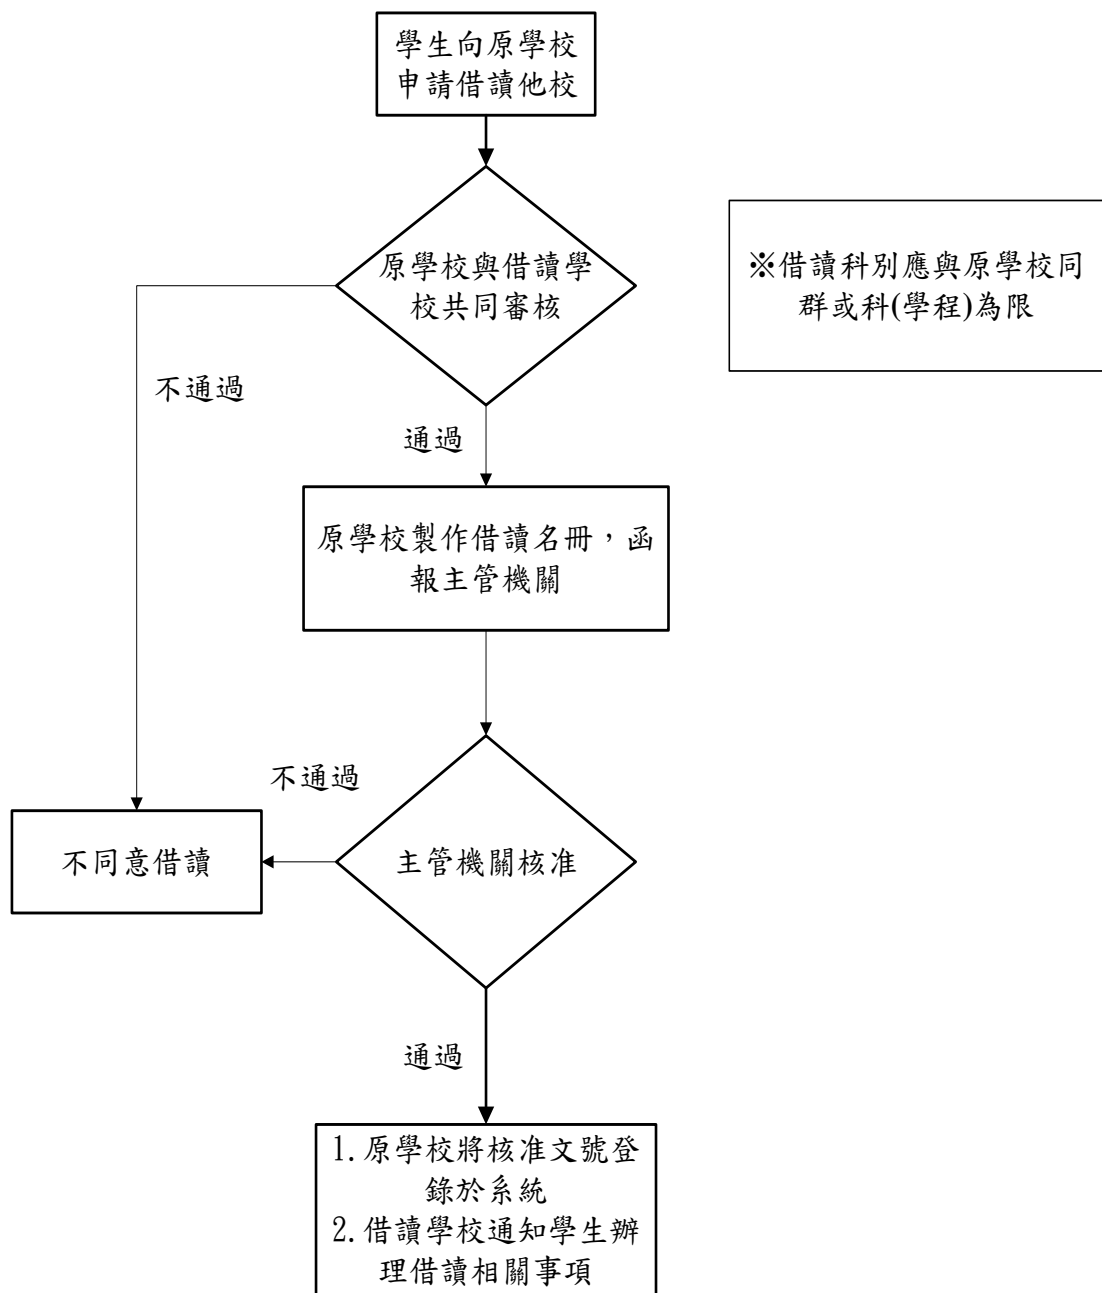 學生向原學校
申請借讀他校
原學校與借讀學
校共同審核
※借讀科別應與原學校同
群或科(學程)為限
不通過
通過
原學校製作借讀名冊，函
報主管機關
不通過
不同意借讀
主管機關核准
通過
1.原學校將核准文號登
錄於系統
2.借讀學校通知學生辦
理借讀相關事項